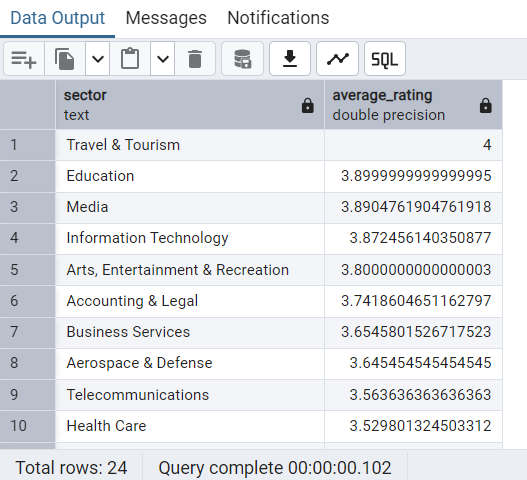 Data Output Messages Notifications
SQL
sector average_rating
text double precision
1 Travel & Tourism 4
2 Education 3.8999999999999995
3 Media 3.8904761904761918
4 Information Technology 3.872456140350877
5 Arts, Entertainment & Recreation 3.8000000000000003
6 Accounting & Legal 3.7418604651162797
7 Business Services 3.6545801526717523
8 Aerospace & Defense 3.645454545454545
9 Telecommunications 3.563636363636363
10 Health Care 3.529801324503312
Total rows: 24 Query complete 00:00:00.102